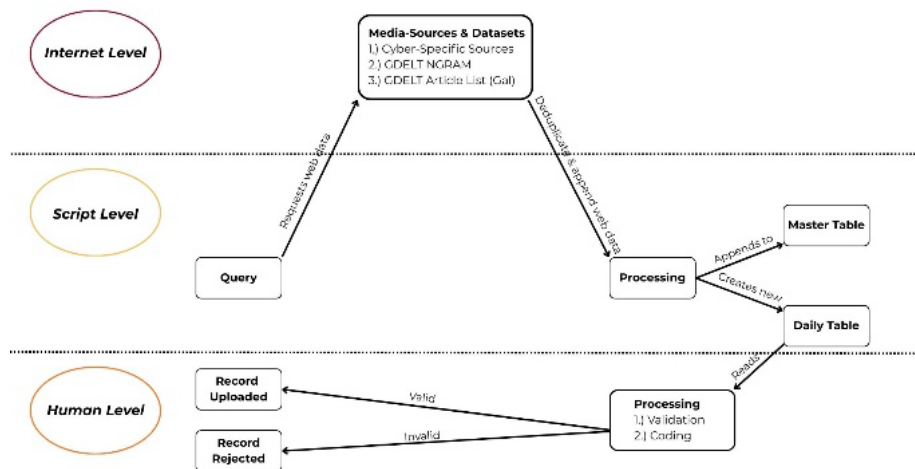 Internet Level
Media-Sources & Datasets
1.) Cyber-Specific Sources
2.) GDELT NGRAM
3.) GDELT Article List (Gal)
Requests web data
Deduplicate & append web data
Script Level
Query
Processing
Appends to
Creates new
Master Table
Daily Table
Reads
Human Level
Record
Uploaded
Record
Rejected
Valid
Invalid
Processing
1.) Validation
2.) Coding